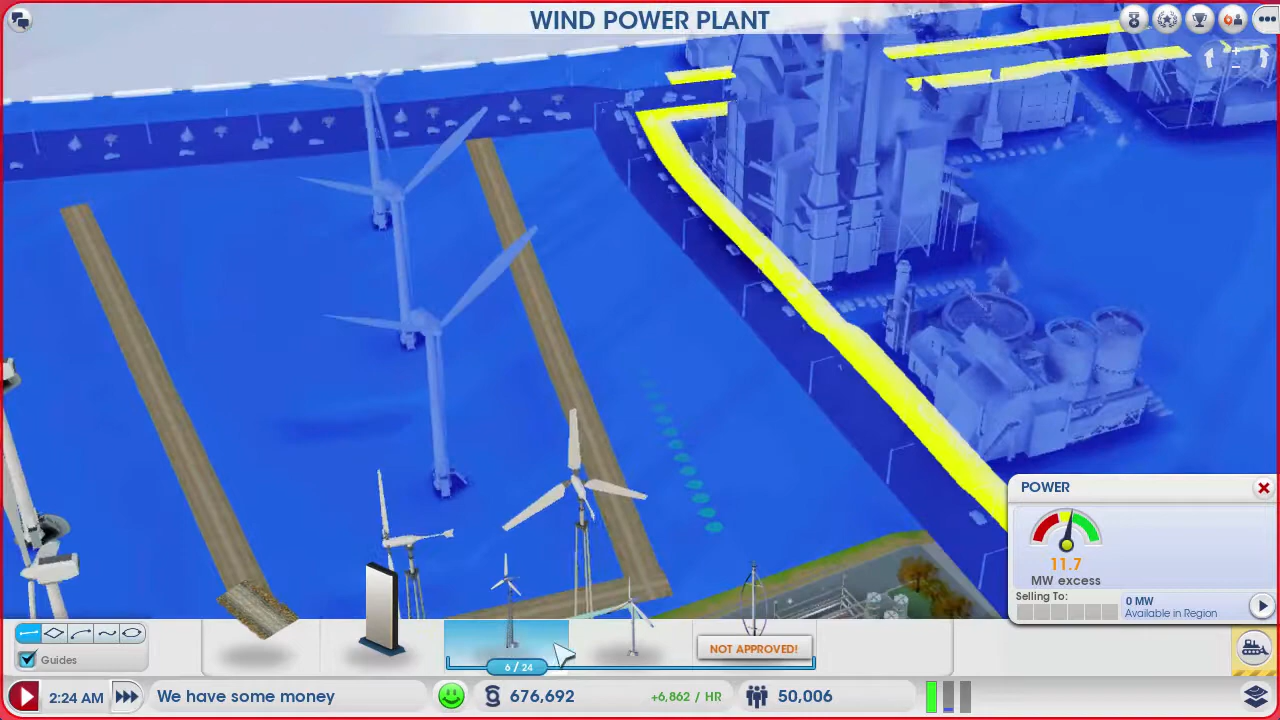 WIND POWER PLANT
POWER
11.7
MW excess
Selling To:
0 MW
Available in Region
Guides
NOT APPROVED!
6 / 24
2:24 AM
We have some money
676,692
+6,862 / HR
50,006